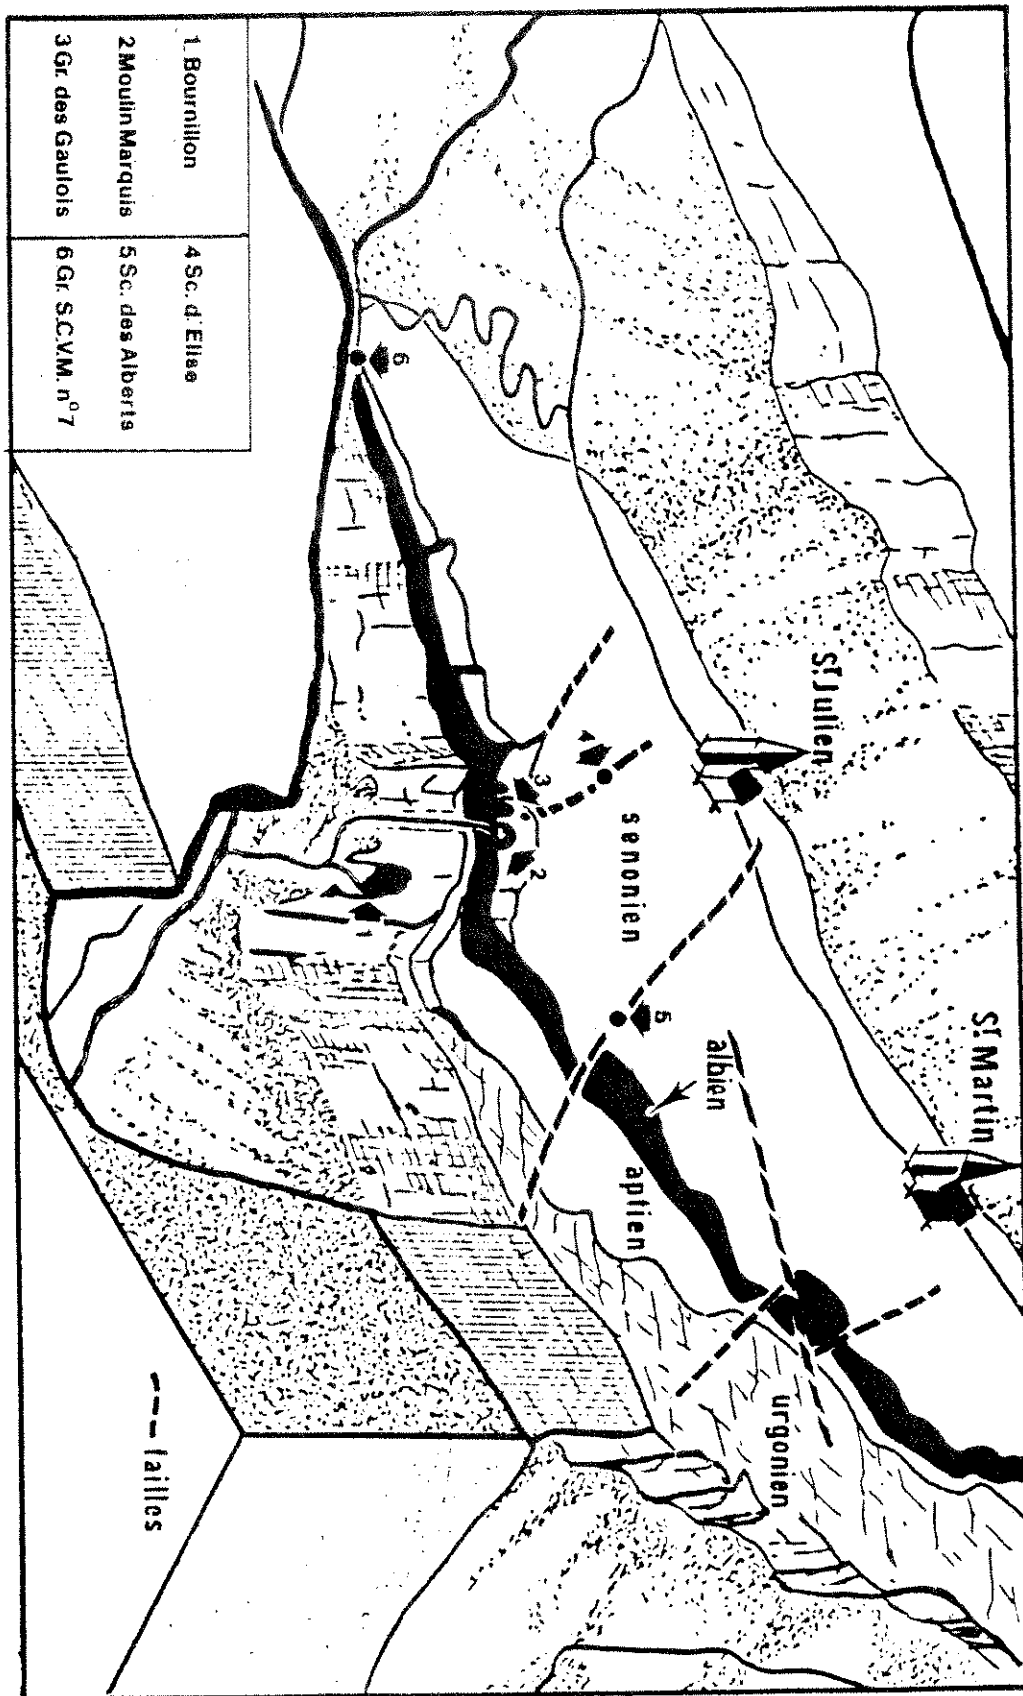 St Julien
St Martin
senonien
albien
aptien
urgonien
6
3
2
5
4
1
--- failles
1. Bournillon
2 Moulin Marquis
3 Gr. des Gaulois
4 Sc. d' Elise
5 Sc. des Alberts
6 Gr. S.C.V.M. nº 7